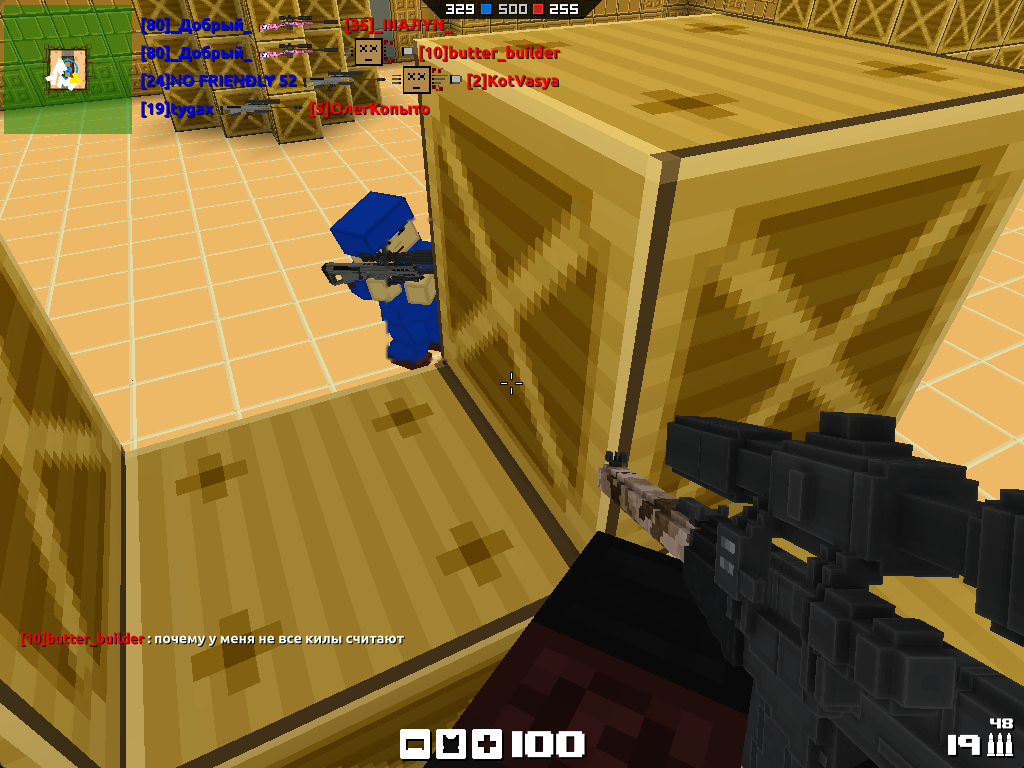 329 500 255
[80]_Добрый_ [35]_ШАЛУН_
[80]_Добрый_ [10]butter_builder
[24]NO FRIENDLY 52 [2]KotVasya
[19]tygax [5]ОлегКопыто
[10]butter_builder : почему у меня не все килы считают
100
48
19